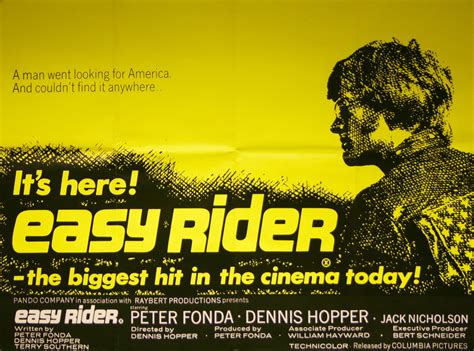 A man went looking for America.
And couldn't find it anywhere...
It's here!
easy RideR
X
-the biggest hit in the cinema today!
PANDO COMPANY in association with RAYBERT PRODUCTIONS presents
easy RideR. starring PETER FONDA · DENNIS HOPPER · JACK NICHOLSON
Written by PETER FONDA DENNIS HOPPER TERRY SOUTHERN
Directed by DENNIS HOPPER
Produced by PETER FONDA
Associate Producer WILLIAM HAYWARD
Executive Producer BERT SCHNEIDER
TECHNICOLOR · Released by COLUMBIA PICTURES